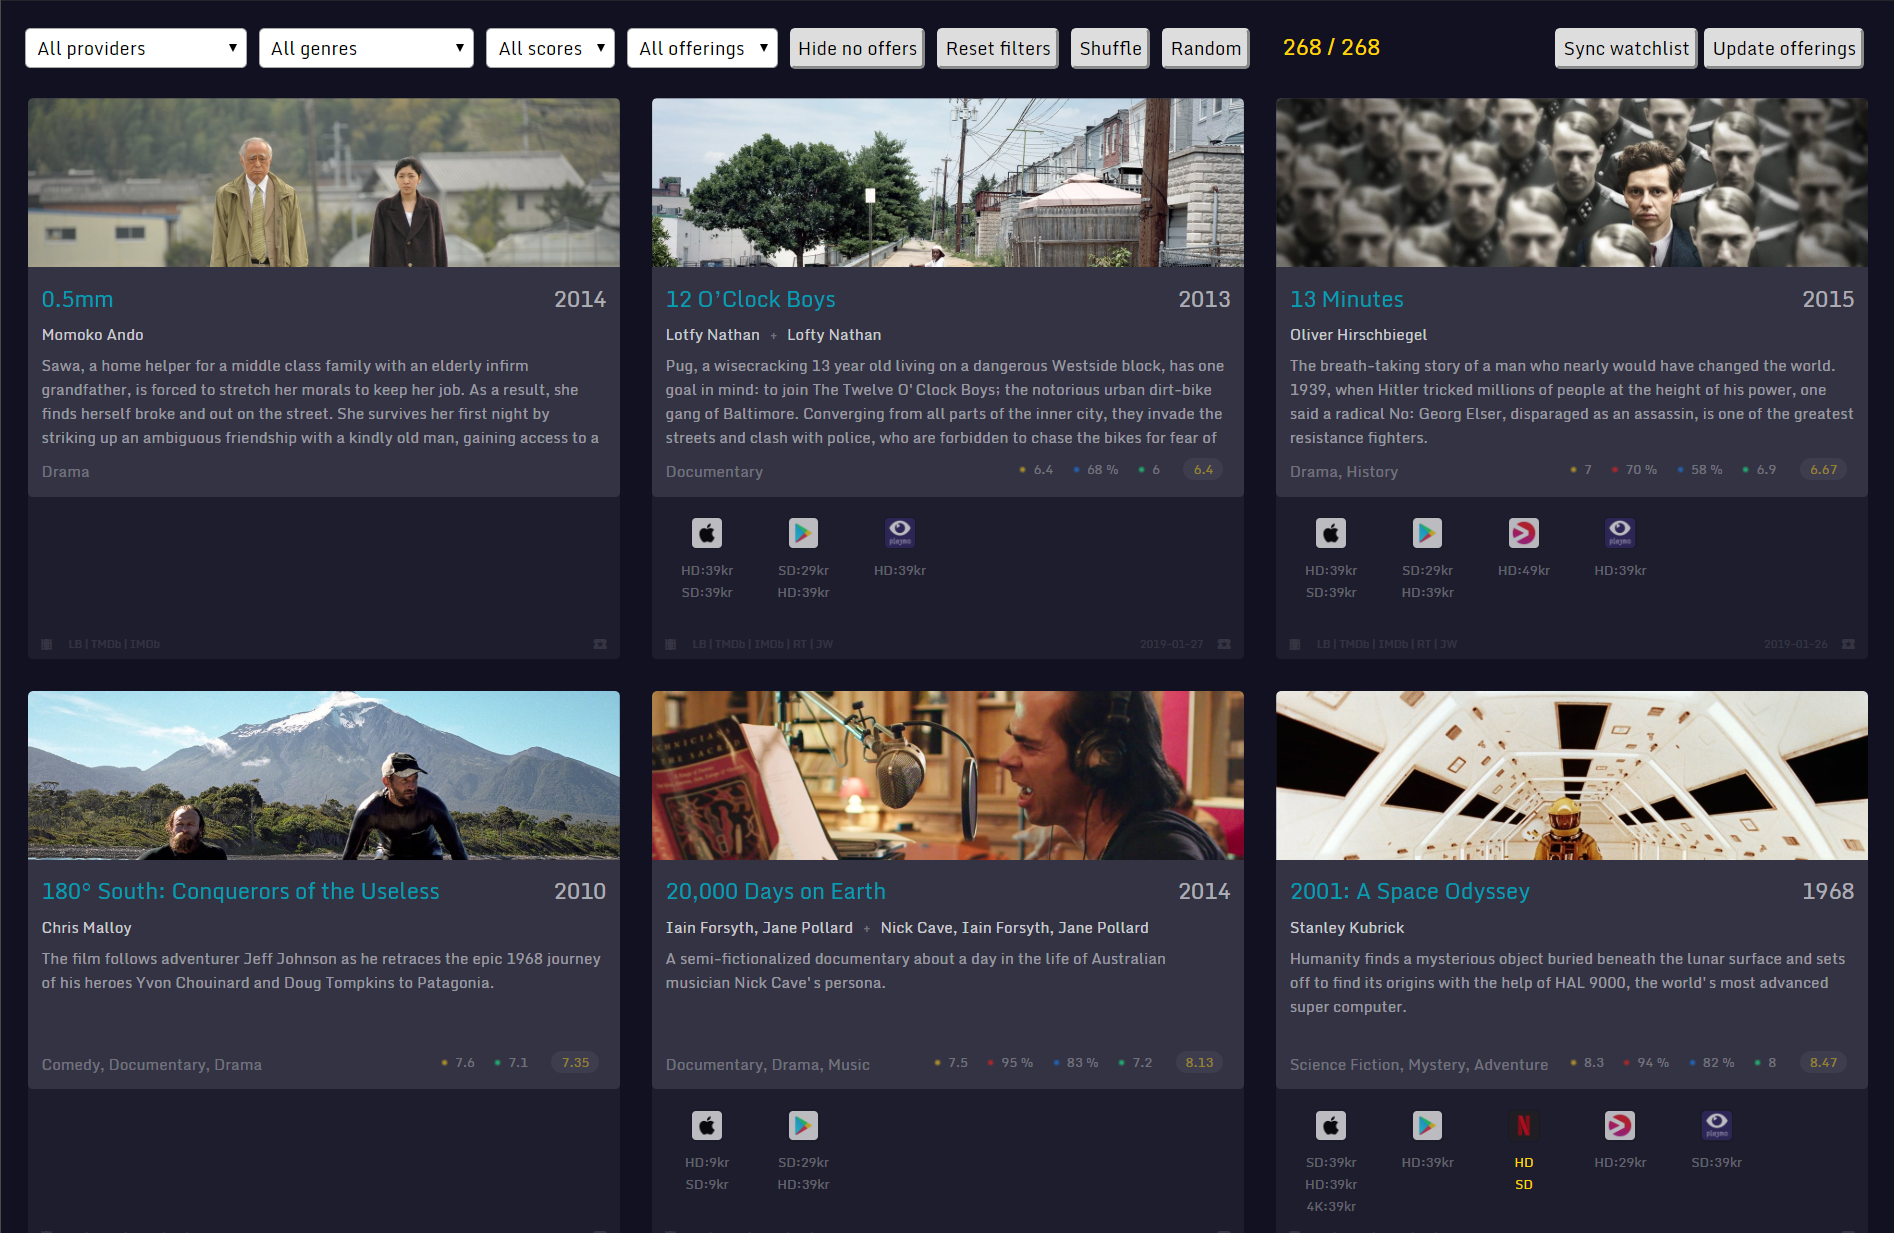 All providers ▼ All genres ▼ All scores ▼ All offerings ▼ Hide no offers Reset filters Shuffle Random 268 / 268 Sync watchlist Update offerings
0.5mm 2014
Momoko Ando
Sawa, a home helper for a middle class family with an elderly infirm
grandfather, is forced to stretch her morals to keep her job. As a result, she
finds herself broke and out on the street. She survives her first night by
striking up an ambiguous friendship with a kindly old man, gaining access to a
Drama
LB | TMDb | IMDb
12 O’Clock Boys 2013
Lotfy Nathan + Lofty Nathan
Pug, a wisecracking 13 year old living on a dangerous Westside block, has one
goal in mind: to join The Twelve O'Clock Boys; the notorious urban dirt-bike
gang of Baltimore. Converging from all parts of the inner city, they invade the
streets and clash with police, who are forbidden to chase the bikes for fear of
Documentary 6.4 68 % 6 6.4
playmo
HD:39kr SD:29kr HD:39kr
SD:39kr HD:39kr
LB | TMDb | IMDb | RT | JW 2019-01-27
13 Minutes 2015
Oliver Hirschbiegel
The breath-taking story of a man who nearly would have changed the world.
1939, when Hitler tricked millions of people at the height of his power, one
said a radical No: Georg Elser, disparaged as an assassin, is one of the greatest
resistance fighters.
Drama, History 7 70 % 58 % 6.9 6.67
playmo
HD:39kr SD:29kr HD:49kr HD:39kr
SD:39kr HD:39kr
LB | TMDb | IMDb | RT | JW 2019-01-26
180° South: Conquerors of the Useless 2010
Chris Malloy
The film follows adventurer Jeff Johnson as he retraces the epic 1968 journey
of his heroes Yvon Chouinard and Doug Tompkins to Patagonia.
Comedy, Documentary, Drama 7.6 7.1 7.35
20,000 Days on Earth 2014
Iain Forsyth, Jane Pollard + Nick Cave, Iain Forsyth, Jane Pollard
A semi-fictionalized documentary about a day in the life of Australian
musician Nick Cave's persona.
Documentary, Drama, Music 7.5 95 % 83 % 7.2 8.13
HD:9kr SD:29kr
SD:9kr HD:39kr
2001: A Space Odyssey 1968
Stanley Kubrick
Humanity finds a mysterious object buried beneath the lunar surface and sets
off to find its origins with the help of HAL 9000, the world's most advanced
super computer.
Science Fiction, Mystery, Adventure 8.3 94 % 82 % 8 8.47
N playmo
SD:39kr HD:39kr HD HD:29kr SD:39kr
HD:39kr SD
4K:39kr